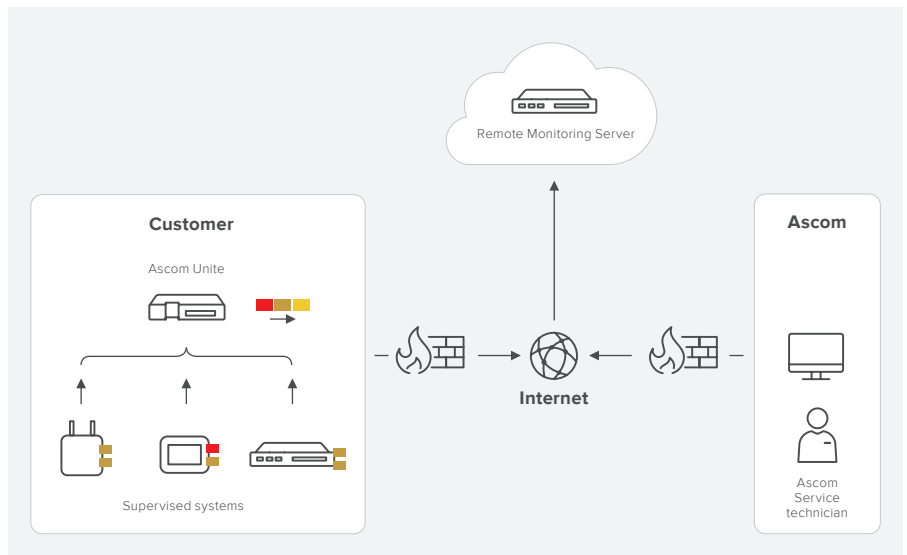 Remote Monitoring Server
Customer
Ascom Unite
Supervised systems
Internet
Ascom
Ascom
Service
technician